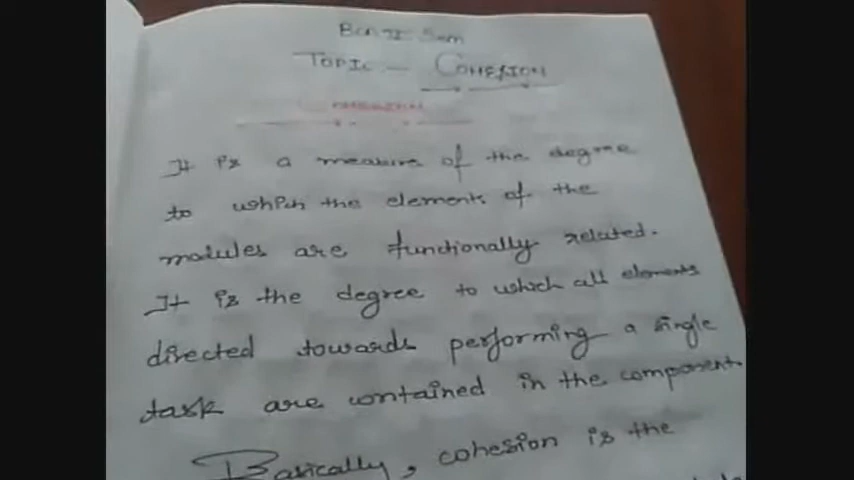 BCA III Sem
TOPIC - COHESION
It is a measure of the degree
to which the elements of the
modules are functionally related.
It is the degree to which all elements
directed towards performing a single
task are contained in the component.
Basically, cohesion is the